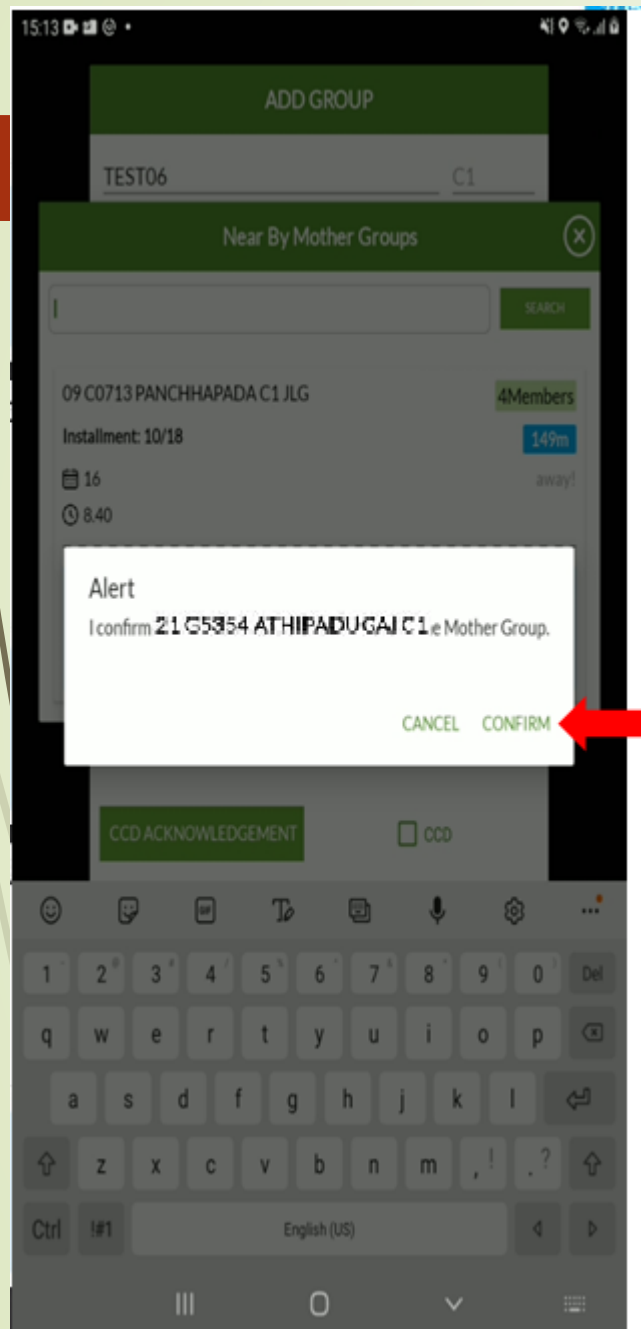 15:13
ADD GROUP
TEST06 C1
Near By Mother Groups
SEARCH
09 C0713 PANCHHAPADA C1 JLG 4Members
Installment: 10/18 149m
16 away!
8.40
Alert
I confirm 21 G5354 ATHIPADUGAI C1 e Mother Group.
CANCEL CONFIRM
CCD ACKNOWLEDGEMENT CCD
GIF
1 2 3 4 5 6 7 8 9 0 Del
q w e r t y u i o p
a s d f g h j k l
z x c v b n m , ! . ?
Ctrl !#1 English (US)